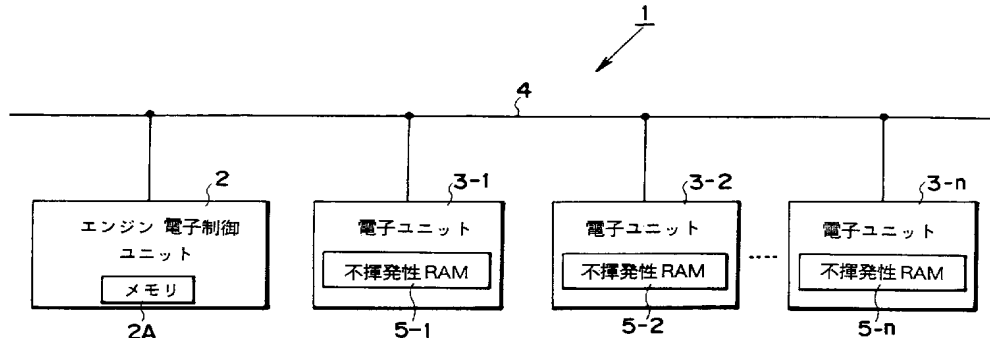 1
4
2
3-1
3-2
3-n
エンジン 電子制御
ユニット
メモリ
2A
電子ユニット
不揮発性RAM
5-1
電子ユニット
不揮発性RAM
5-2
....
電子ユニット
不揮発性RAM
5-n